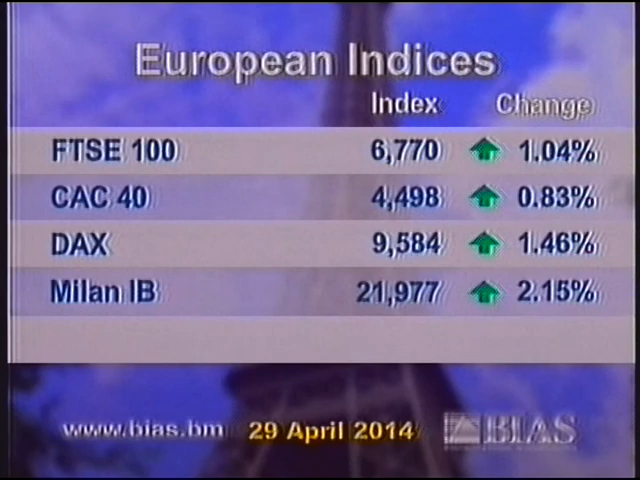 European Indices
Index Change
FTSE 100 6,770 1.04%
CAC 40 4,498 0.83%
DAX 9,584 1.46%
Milan IB 21,977 2.15%
www.bias.bm 29 April 2014 BIAS